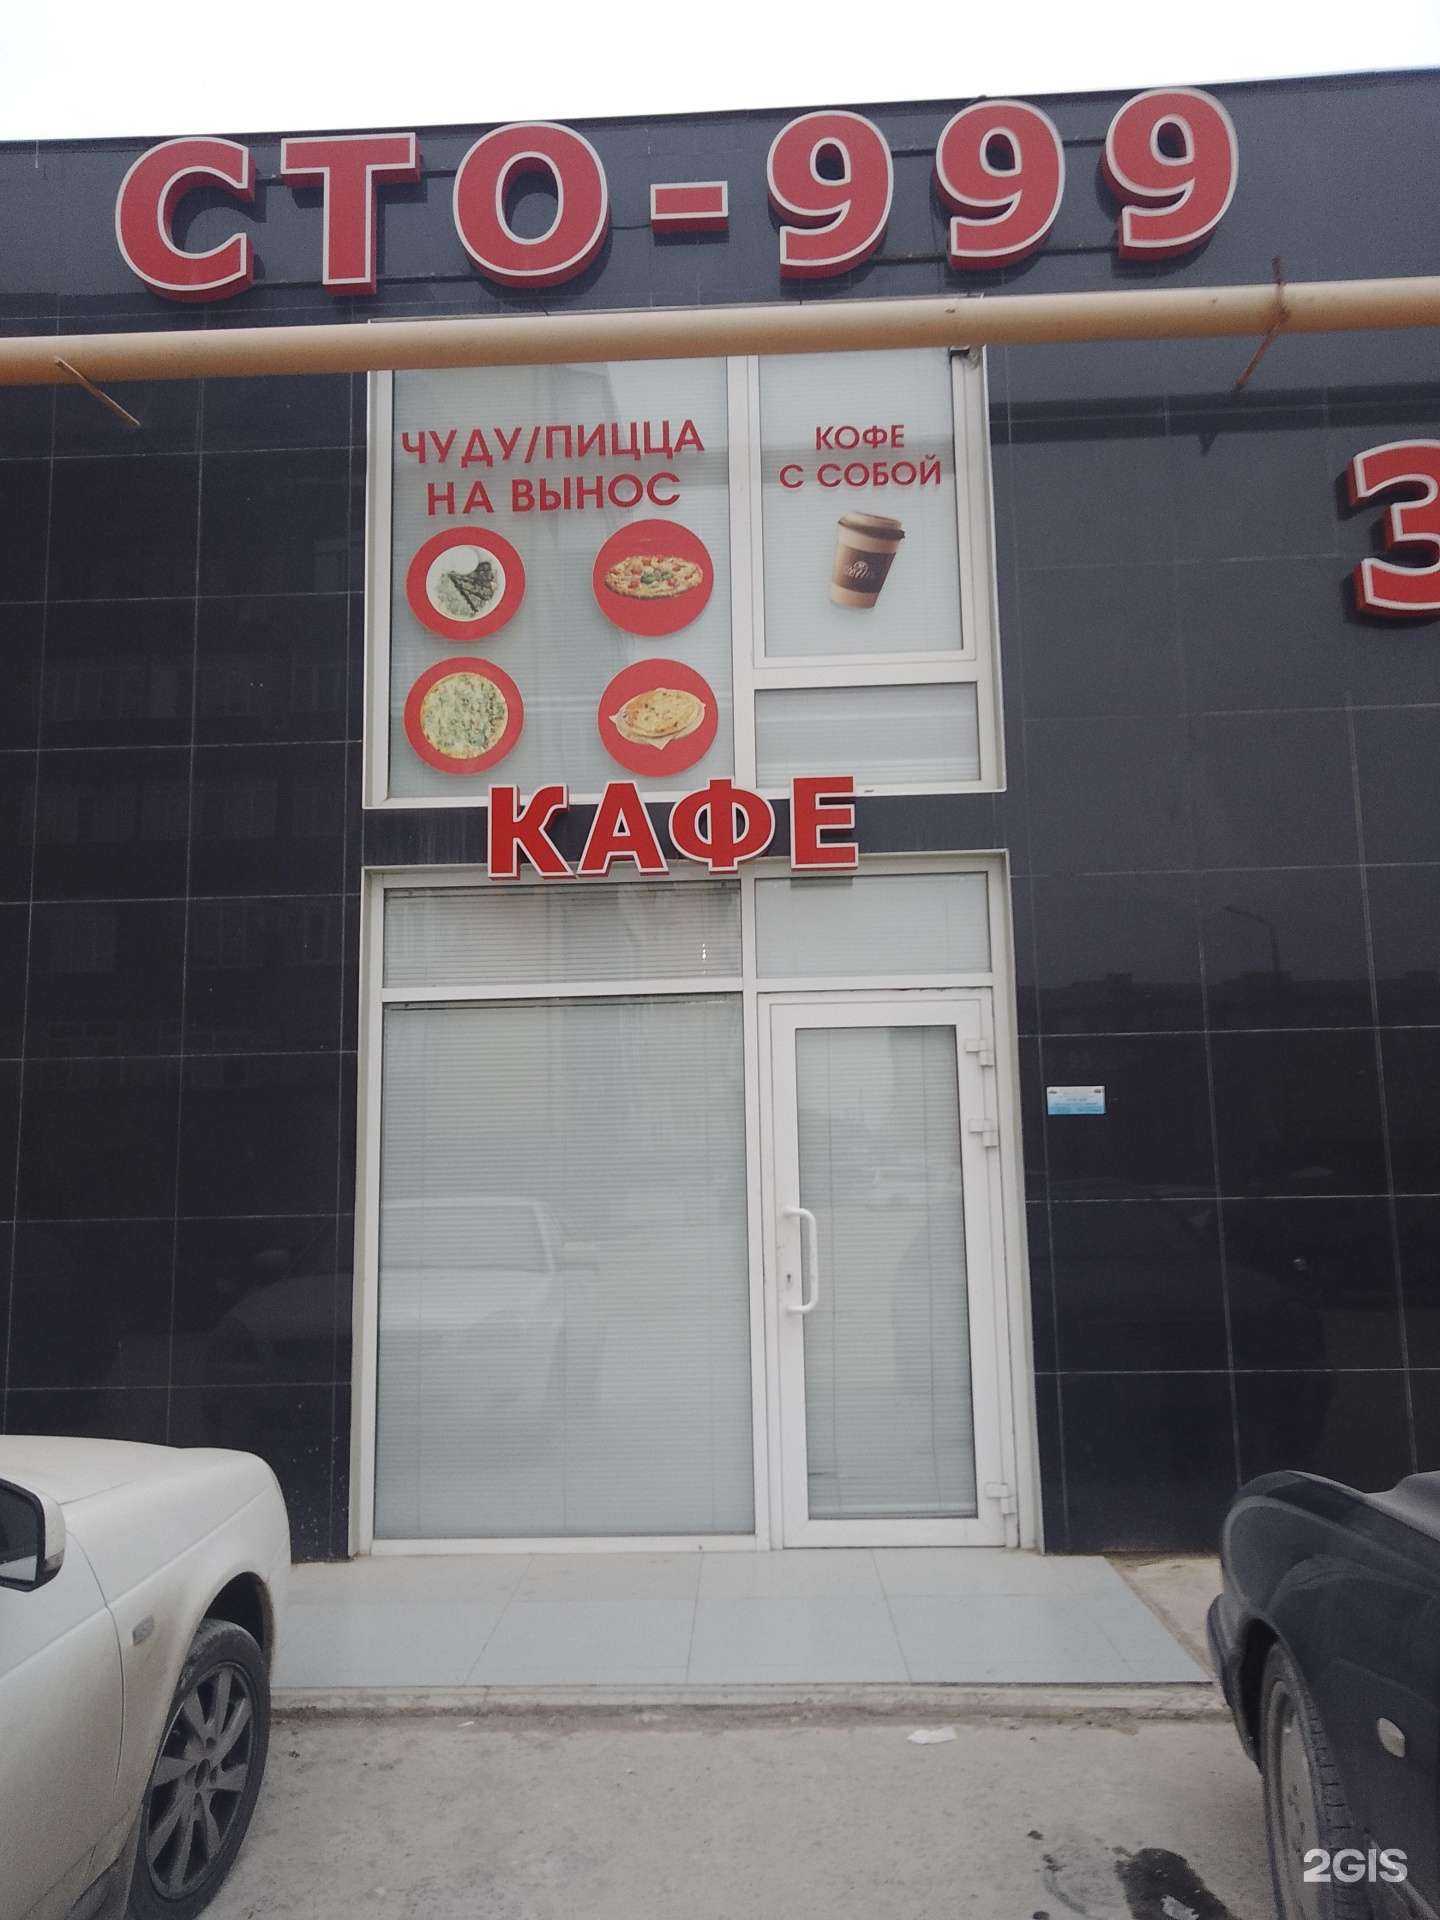 СТО-999
ЧУДУ/ПИЦЦА
НА ВЫНОС
КОФЕ
С СОБОЙ
З
КАФЕ
2GIS